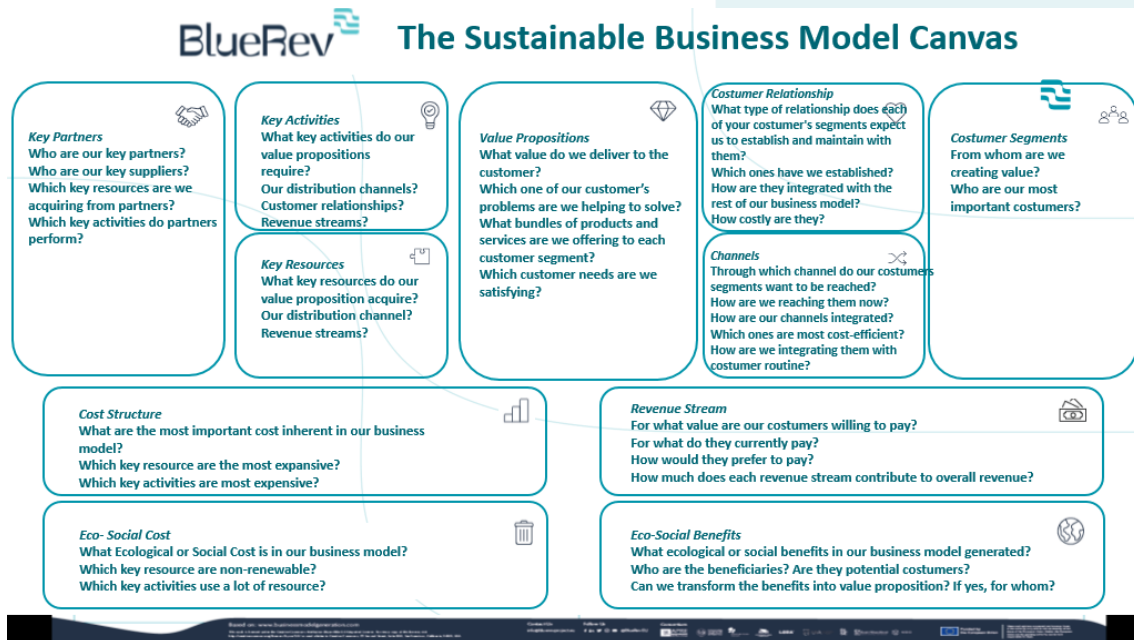 BlueRev
The Sustainable Business Model Canvas
Key Partners
Who are our key partners?
Who are our key suppliers?
Which key resources are we
acquiring from partners?
Which key activities do partners
perform?
Key Activities
What key activities do our
value propositions
require?
Our distribution channels?
Customer relationships?
Revenue streams?
Key Resources
What key resources do our
value proposition acquire?
Our distribution channel?
Revenue streams?
Value Propositions
What value do we deliver to the
customer?
Which one of our customer's
problems are we helping to solve?
What bundles of products and
services are we offering to each
customer segment?
Which customer needs are we
satisfying?
Costumer Relationship
What type of relationship does each
of your costumer's segments expect
us to establish and maintain with
them?
Which ones have we established?
How are they integrated with the
rest of our business model?
How costly are they?
Channels
Through which channel do our costumers
segments want to be reached?
How are we reaching them now?
How are our channels integrated?
Which ones are most cost-efficient?
How are we integrating them with
costumer routine?
Costumer Segments
From whom are we
creating value?
Who are our most
important costumers?
Cost Structure
What are the most important cost inherent in our business
model?
Which key resource are the most expansive?
Which key activities are most expensive?
Revenue Stream
For what value are our costumers willing to pay?
For what do they currently pay?
How would they prefer to pay?
How much does each revenue stream contribute to overall revenue?
Eco- Social Cost
What Ecological or Social Cost is in our business model?
Which key resource are non-renewable?
Which key activities use a lot of resource?
Eco-Social Benefits
What ecological or social benefits in our business model generated?
Who are the beneficiaries? Are they potential costumers?
Can we transform the benefits into value proposition? If yes, for whom?
Based on: www.businessmodelgeneration.com